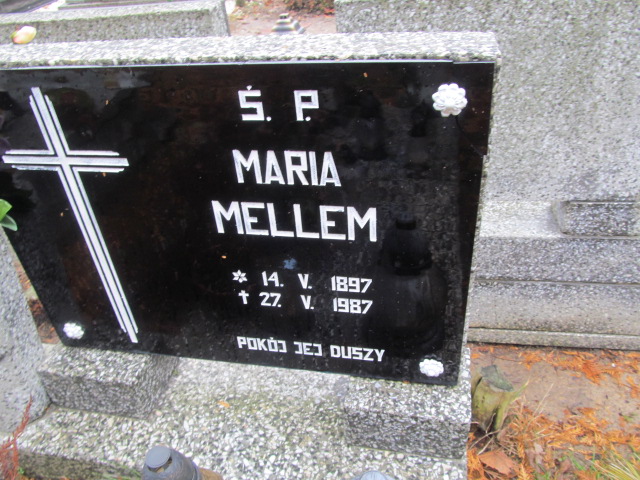 Ś. P.
MARIA
MELLEM
* 14. V. 1897
✝ 27. V. 1987
POKÓJ JEJ DUSZY